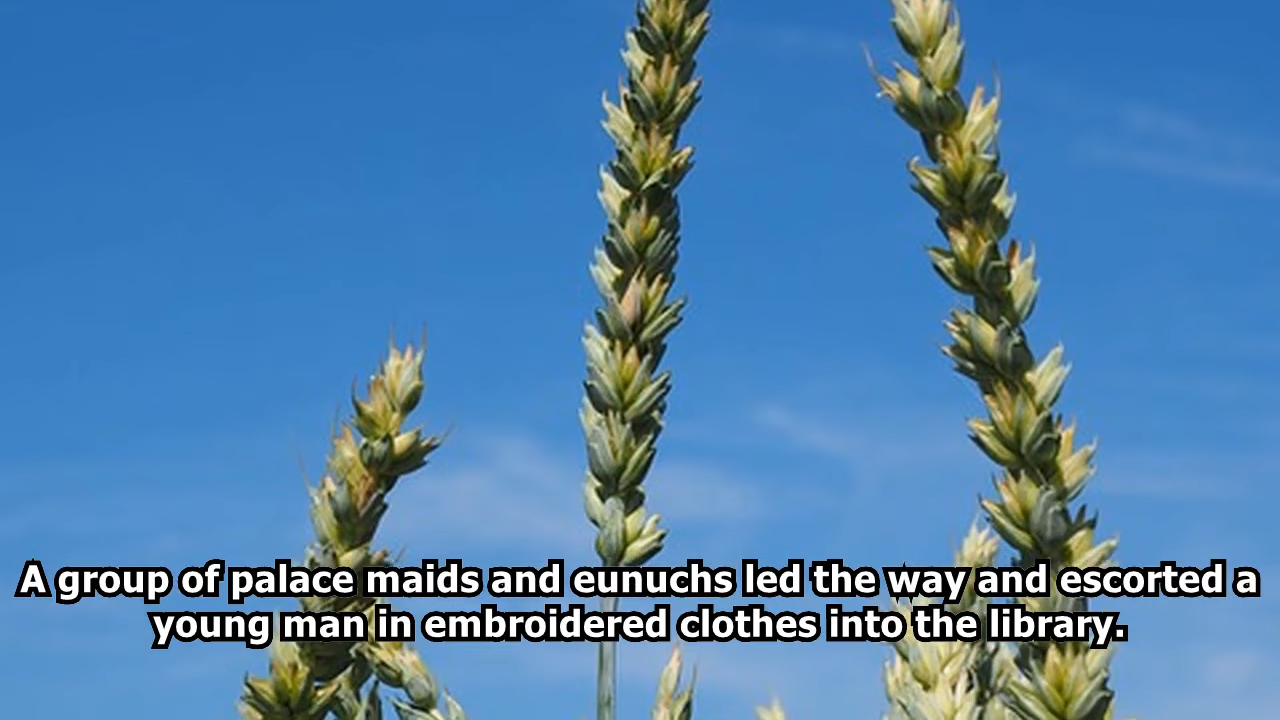 A group of palace maids and eunuchs led the way and escorted a
young man in embroidered clothes into the library.